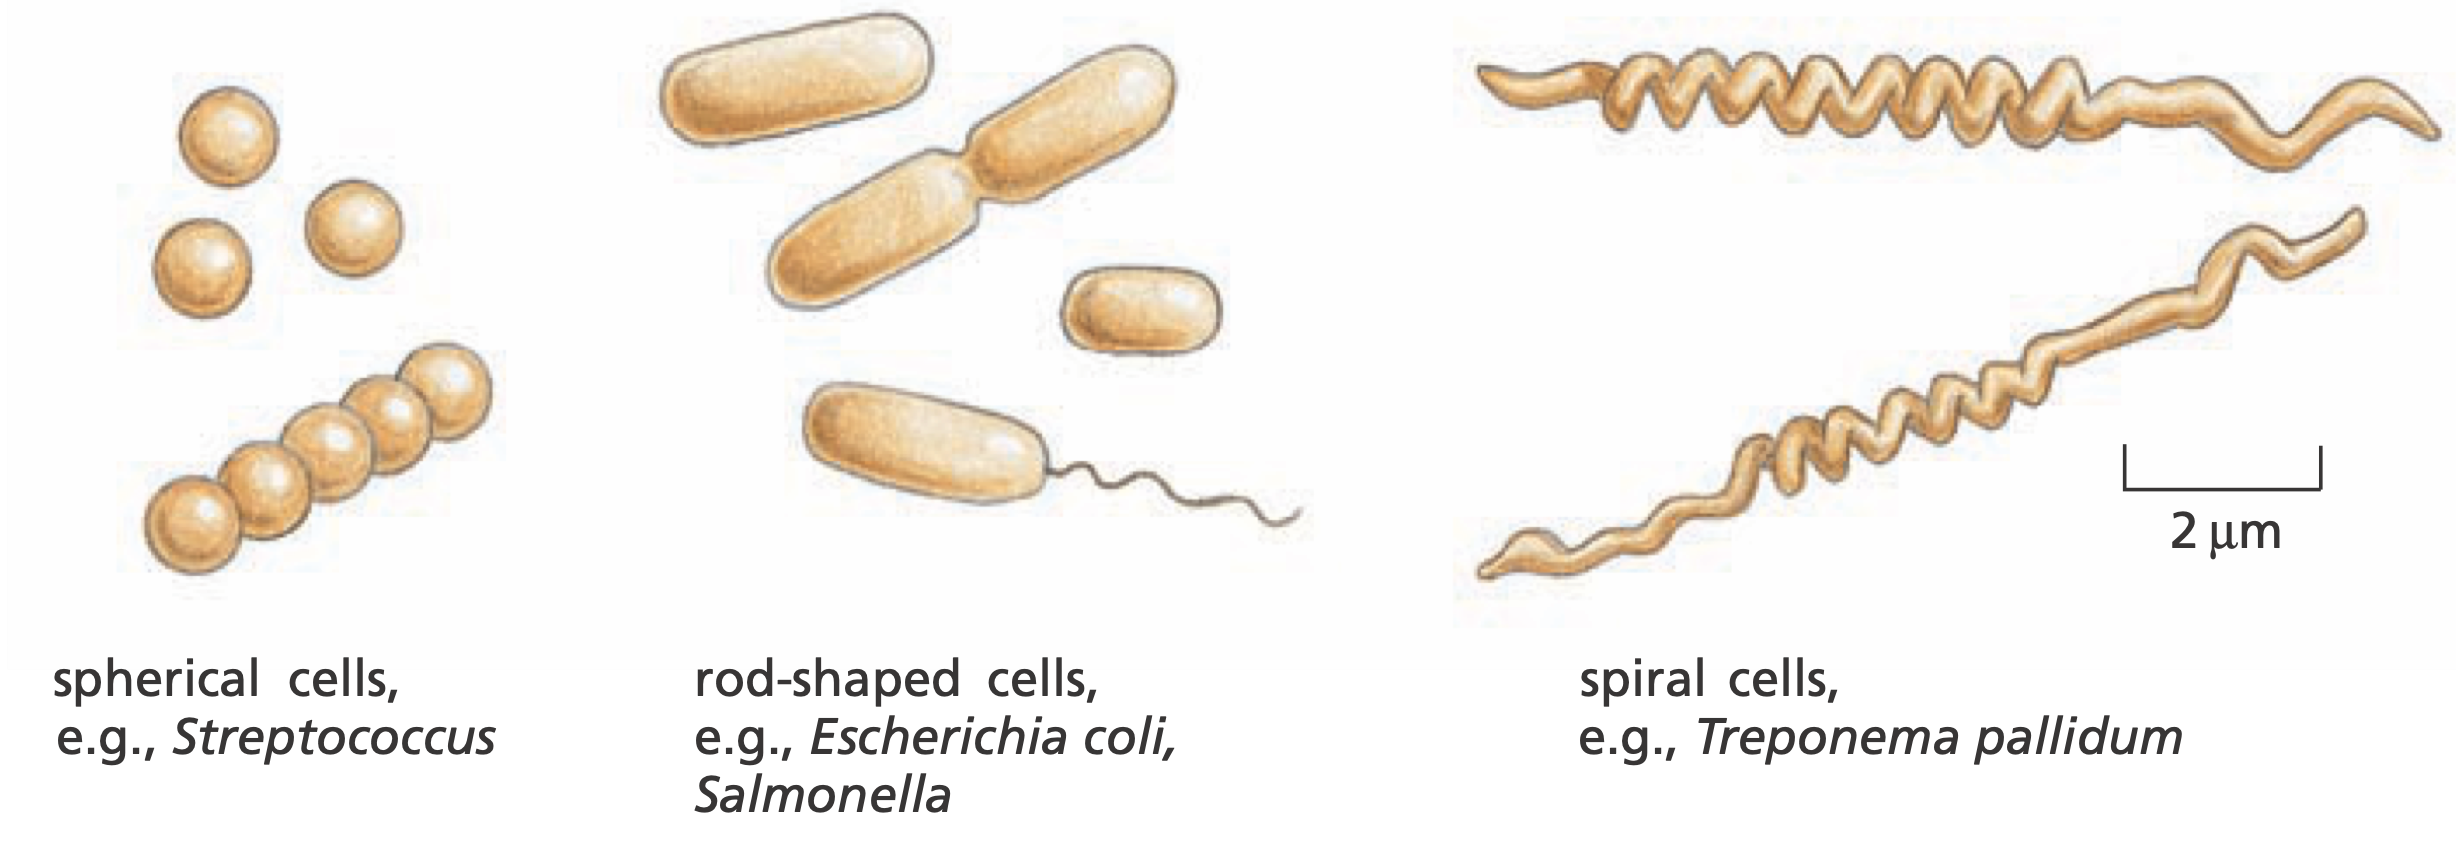 spherical cells,
e.g., Streptococcus
rod-shaped cells,
e.g., Escherichia coli,
Salmonella
spiral cells,
e.g., Treponema pallidum
2 μm